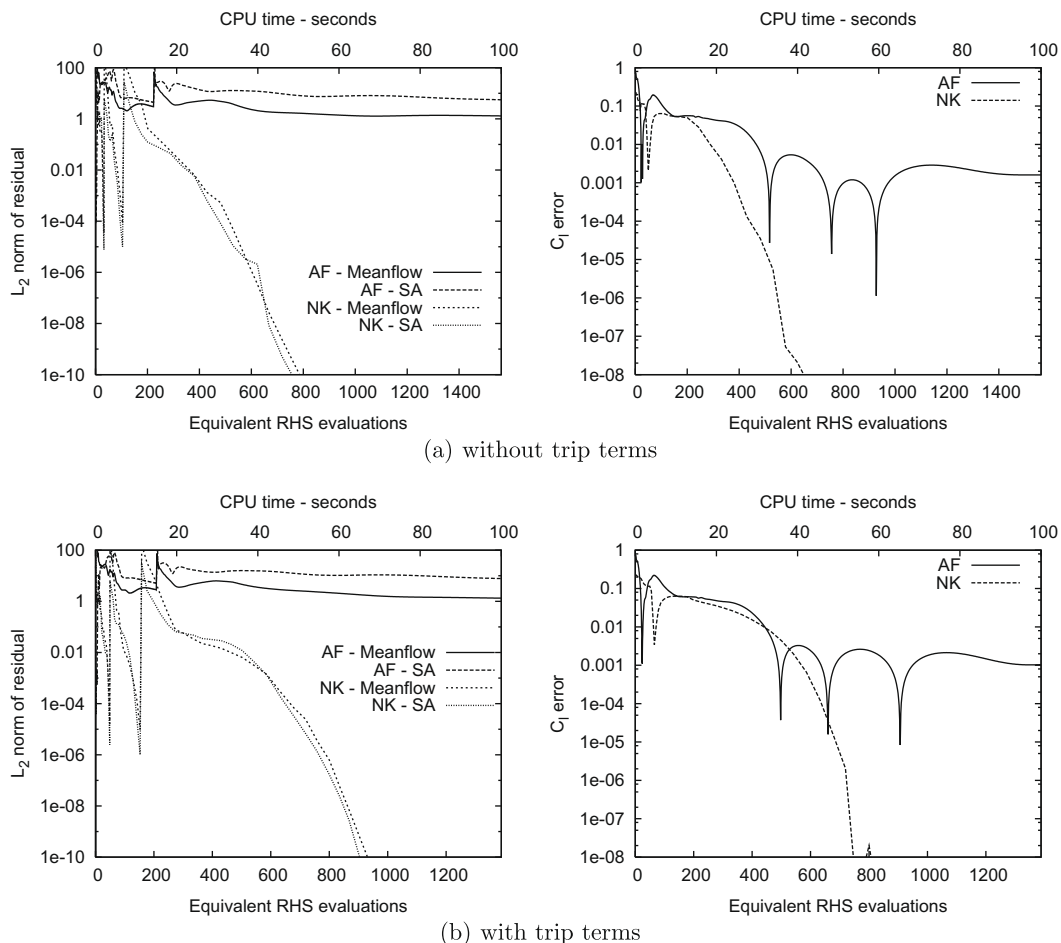 CPU time - seconds
0 20 40 60 80 100
100
1
0.01
1e-04
1e-06
1e-08
1e-10
L2 norm of residual
AF - Meanflow
AF - SA
NK - Meanflow
NK - SA
0 200 400 600 800 1000 1200 1400
Equivalent RHS evaluations
CPU time - seconds
0 20 40 60 80 100
1
0.1
0.01
0.001
1e-04
1e-05
1e-06
1e-07
1e-08
Cl error
AF
NK
0 200 400 600 800 1000 1200 1400
Equivalent RHS evaluations
(a) without trip terms
CPU time - seconds
0 20 40 60 80 100
100
1
0.01
1e-04
1e-06
1e-08
1e-10
L2 norm of residual
AF - Meanflow
AF - SA
NK - Meanflow
NK - SA
0 200 400 600 800 1000 1200
Equivalent RHS evaluations
CPU time - seconds
0 20 40 60 80 100
1
0.1
0.01
0.001
1e-04
1e-05
1e-06
1e-07
1e-08
Cl error
AF
NK
0 200 400 600 800 1000 1200
Equivalent RHS evaluations
(b) with trip terms